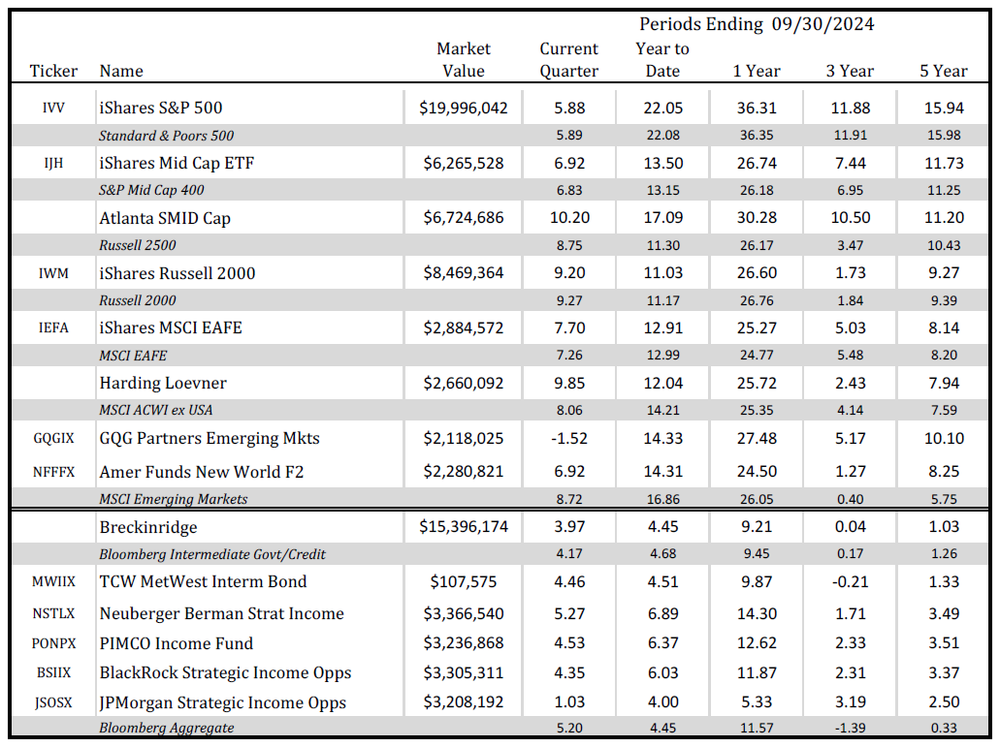 Periods Ending 09/30/2024
Market Current Year to
Ticker Name Value Quarter Date 1 Year 3 Year 5 Year
IVV iShares S&P 500 $19,996,042 5.88 22.05 36.31 11.88 15.94
Standard & Poors 500 5.89 22.08 36.35 11.91 15.98
IJH iShares Mid Cap ETF $6,265,528 6.92 13.50 26.74 7.44 11.73
S&P Mid Cap 400 6.83 13.15 26.18 6.95 11.25
Atlanta SMID Cap $6,724,686 10.20 17.09 30.28 10.50 11.20
Russell 2500 8.75 11.30 26.17 3.47 10.43
IWM iShares Russell 2000 $8,469,364 9.20 11.03 26.60 1.73 9.27
Russell 2000 9.27 11.17 26.76 1.84 9.39
IEFA iShares MSCI EAFE $2,884,572 7.70 12.91 25.27 5.03 8.14
MSCI EAFE 7.26 12.99 24.77 5.48 8.20
Harding Loevner $2,660,092 9.85 12.04 25.72 2.43 7.94
MSCI ACWI ex USA 8.06 14.21 25.35 4.14 7.59
GQGIX GQG Partners Emerging Mkts $2,118,025 -1.52 14.33 27.48 5.17 10.10
NFFFX Amer Funds New World F2 $2,280,821 6.92 14.31 24.50 1.27 8.25
MSCI Emerging Markets 8.72 16.86 26.05 0.40 5.75
Breckinridge $15,396,174 3.97 4.45 9.21 0.04 1.03
Bloomberg Intermediate Govt/Credit 4.17 4.68 9.45 0.17 1.26
MWIIX TCW MetWest Interm Bond $107,575 4.46 4.51 9.87 -0.21 1.33
NSTLX Neuberger Berman Strat Income $3,366,540 5.27 6.89 14.30 1.71 3.49
PONPX PIMCO Income Fund $3,236,868 4.53 6.37 12.62 2.33 3.51
BSIIX BlackRock Strategic Income Opps $3,305,311 4.35 6.03 11.87 2.31 3.37
JSOSX JPMorgan Strategic Income Opps $3,208,192 1.03 4.00 5.33 3.19 2.50
Bloomberg Aggregate 5.20 4.45 11.57 -1.39 0.33